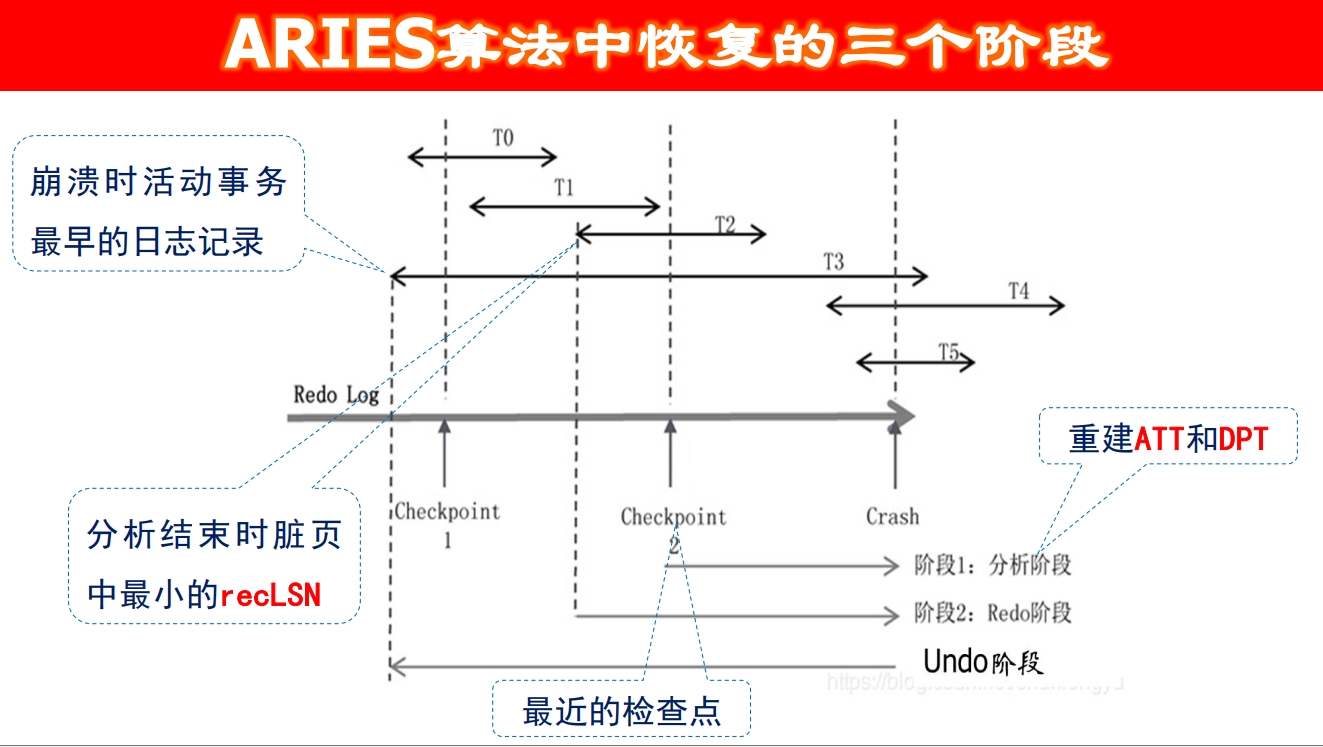 ARIES算法中恢复的三个阶段
T0
T1
T2
T3
T4
T5
崩溃时活动事务
最早的日志记录
Redo Log
重建ATT和DPT
分析结束时脏页
中最小的recLSN
Checkpoint
1
Checkpoint
2
Crash
阶段1：分析阶段
阶段2：Redo阶段
Undo阶段
最近的检查点